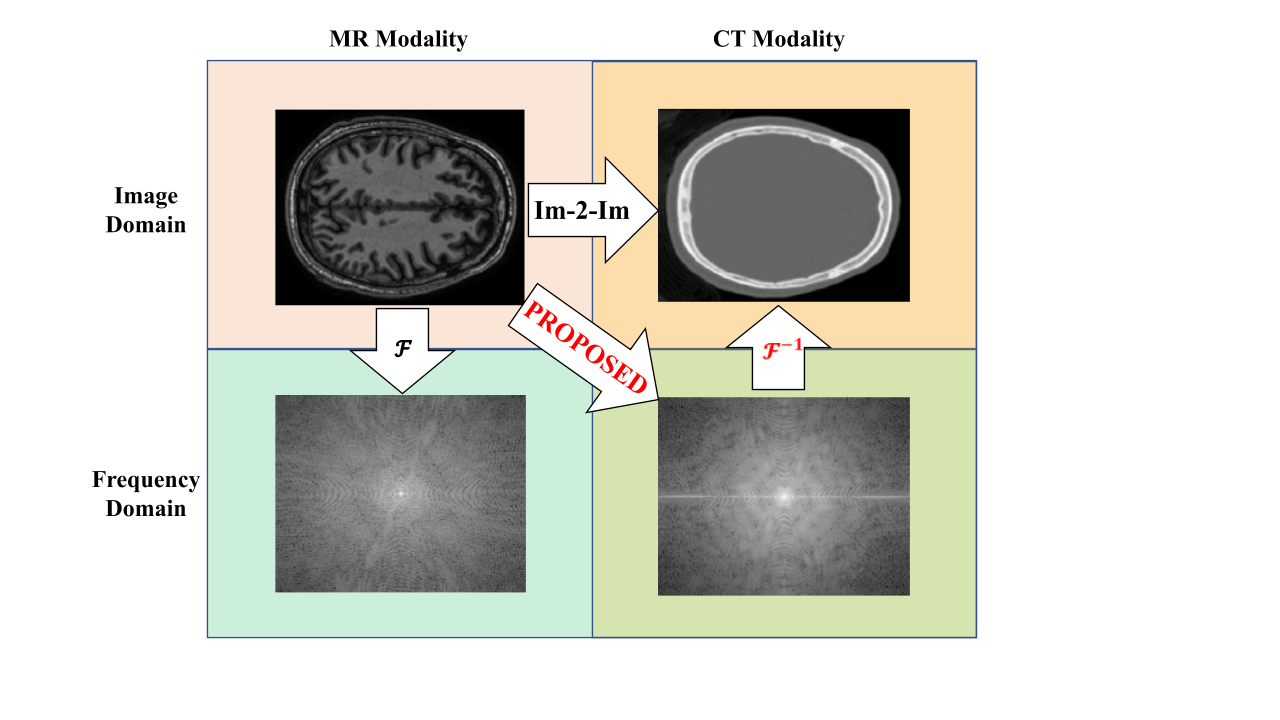 MR Modality
CT Modality
Image
Domain
Im-2-Im
PROPOSED
𝓕
𝓕⁻¹
Frequency
Domain